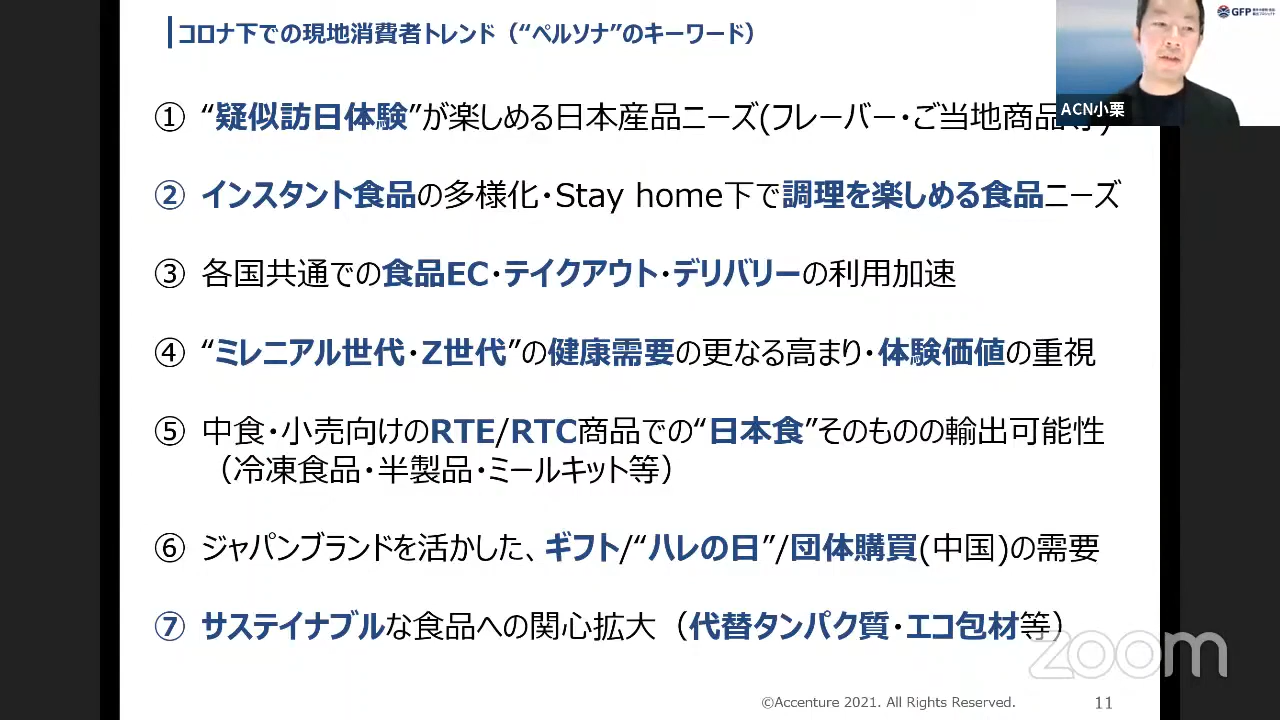 コロナ下での現地消費者トレンド（“ペルソナ”のキーワード）
GFP
ACN小栗
① “疑似訪日体験”が楽しめる日本産品ニーズ(フレーバー・ご当地商品等)
② インスタント食品の多様化・Stay home下で調理を楽しめる食品ニーズ
③ 各国共通での食品EC・テイクアウト・デリバリーの利用加速
④ “ミレニアル世代・Z世代”の健康需要の更なる高まり・体験価値の重視
⑤ 中食・小売向けのRTE/RTC商品での“日本食”そのものの輸出可能性
（冷凍食品・半製品・ミールキット等）
⑥ ジャパンブランドを活かした、ギフト/“ハレの日”/団体購買(中国)の需要
⑦ サステイナブルな食品への関心拡大（代替タンパク質・エコ包材等）
zoom
©Accenture 2021. All Rights Reserved.
11